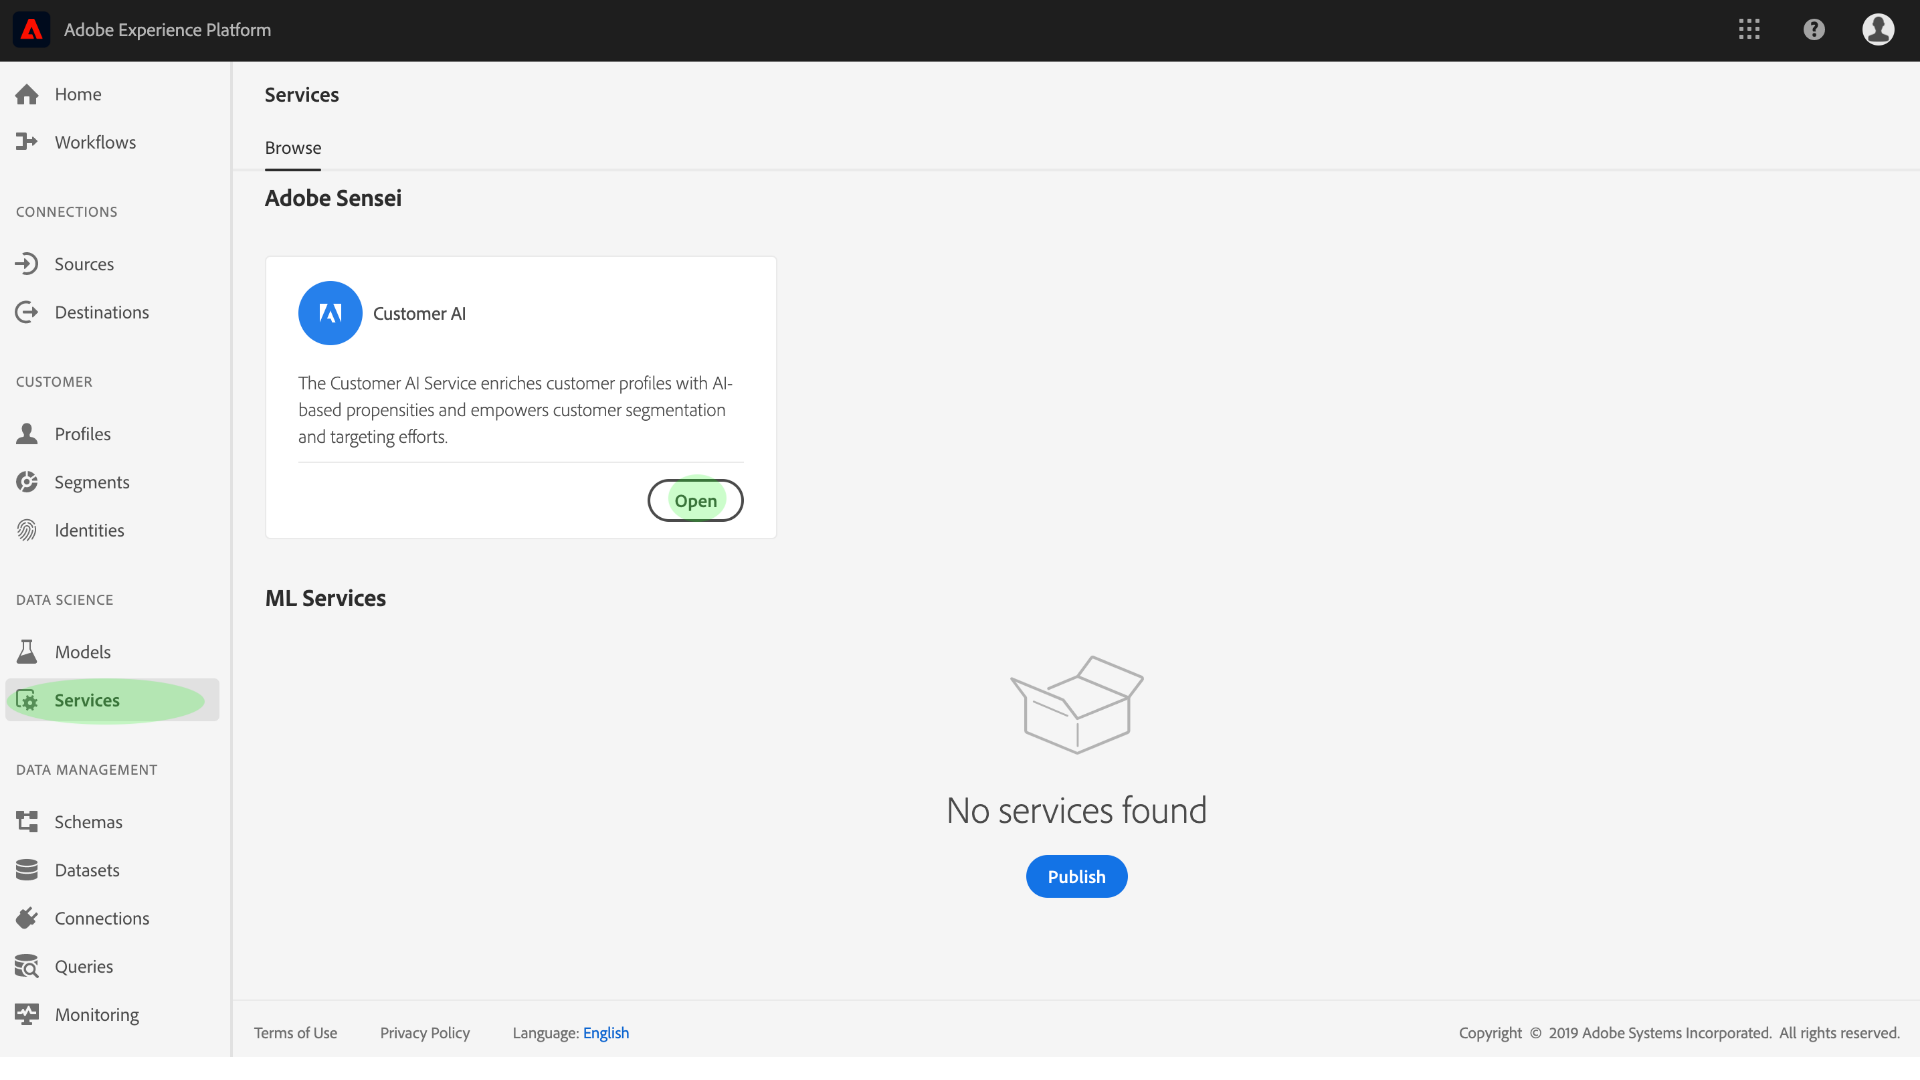 Adobe Experience Platform
Home
Workflows
CONNECTIONS
Sources
Destinations
CUSTOMER
Profiles
Segments
Identities
DATA SCIENCE
Models
Services
DATA MANAGEMENT
Schemas
Datasets
Connections
Queries
Monitoring
Services
Browse
Adobe Sensei
Customer AI
The Customer AI Service enriches customer profiles with AI-
based propensities and empowers customer segmentation
and targeting efforts.
Open
ML Services
No services found
Publish
Terms of Use Privacy Policy Language: English Copyright © 2019 Adobe Systems Incorporated. All rights reserved.